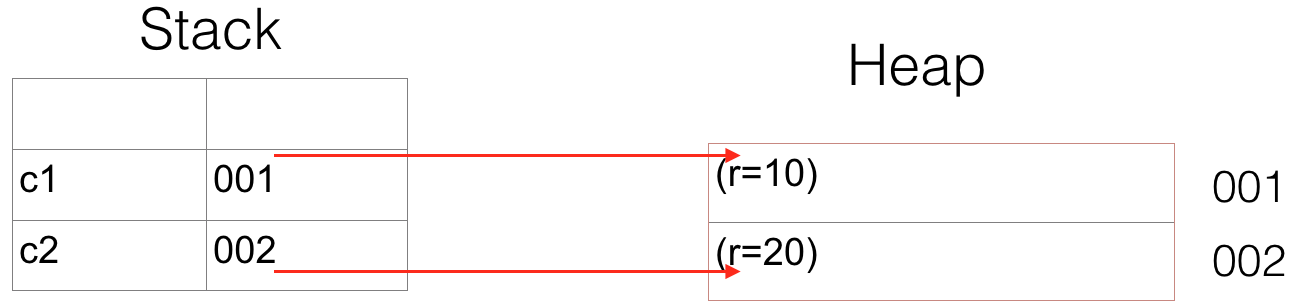 Stack
Heap
c1 001
(r=10) 001
c2 002
(r=20) 002